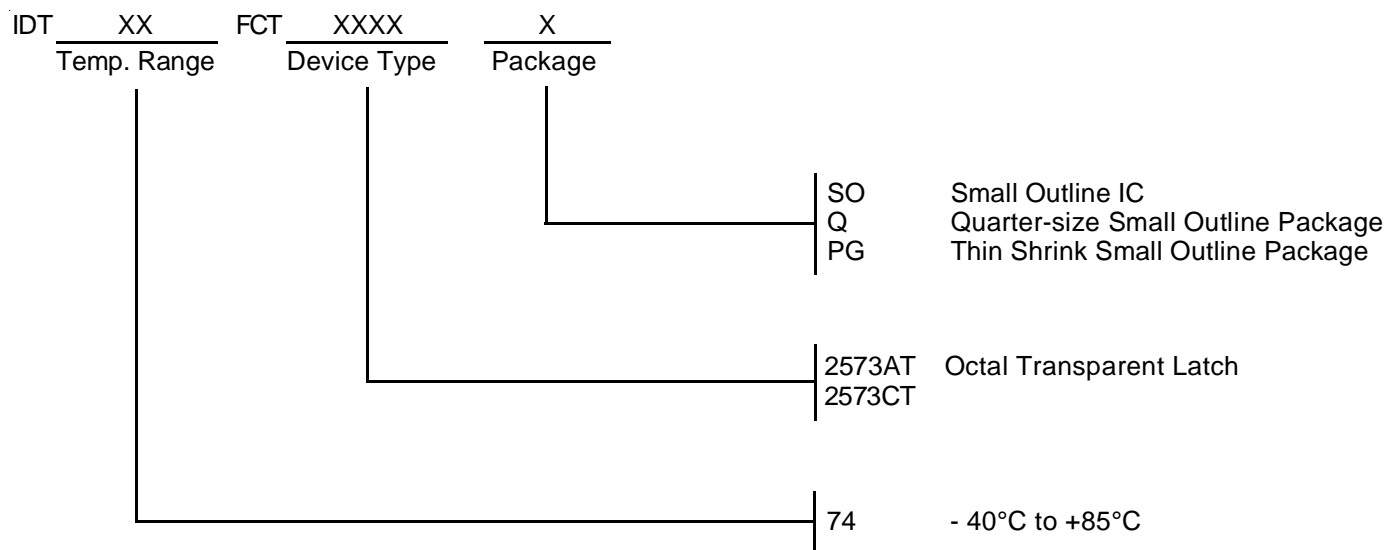 IDT XX FCT XXXX X
Temp. Range Device Type Package
SO Small Outline IC
Q Quarter-size Small Outline Package
PG Thin Shrink Small Outline Package
2573AT Octal Transparent Latch
2573CT
74 - 40°C to +85°C